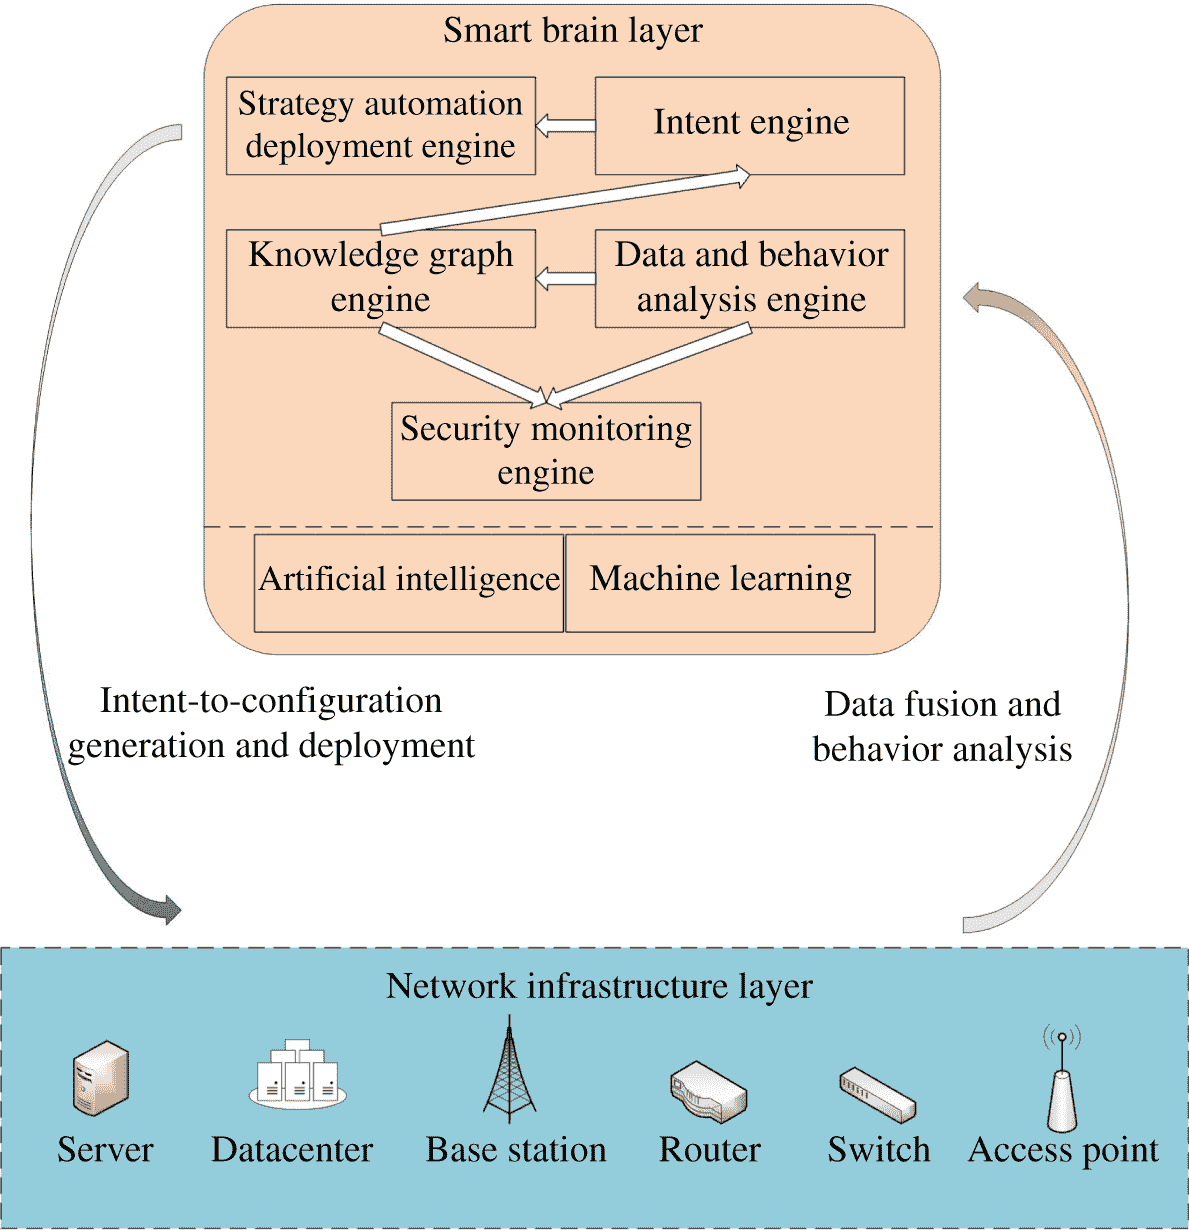 Smart brain layer
Strategy automation
deployment engine
Intent engine
Knowledge graph
engine
Data and behavior
analysis engine
Security monitoring
engine
Artificial intelligence
Machine learning
Intent-to-configuration
generation and deployment
Data fusion and
behavior analysis
Network infrastructure layer
Server
Datacenter
Base station
Router
Switch
Access point